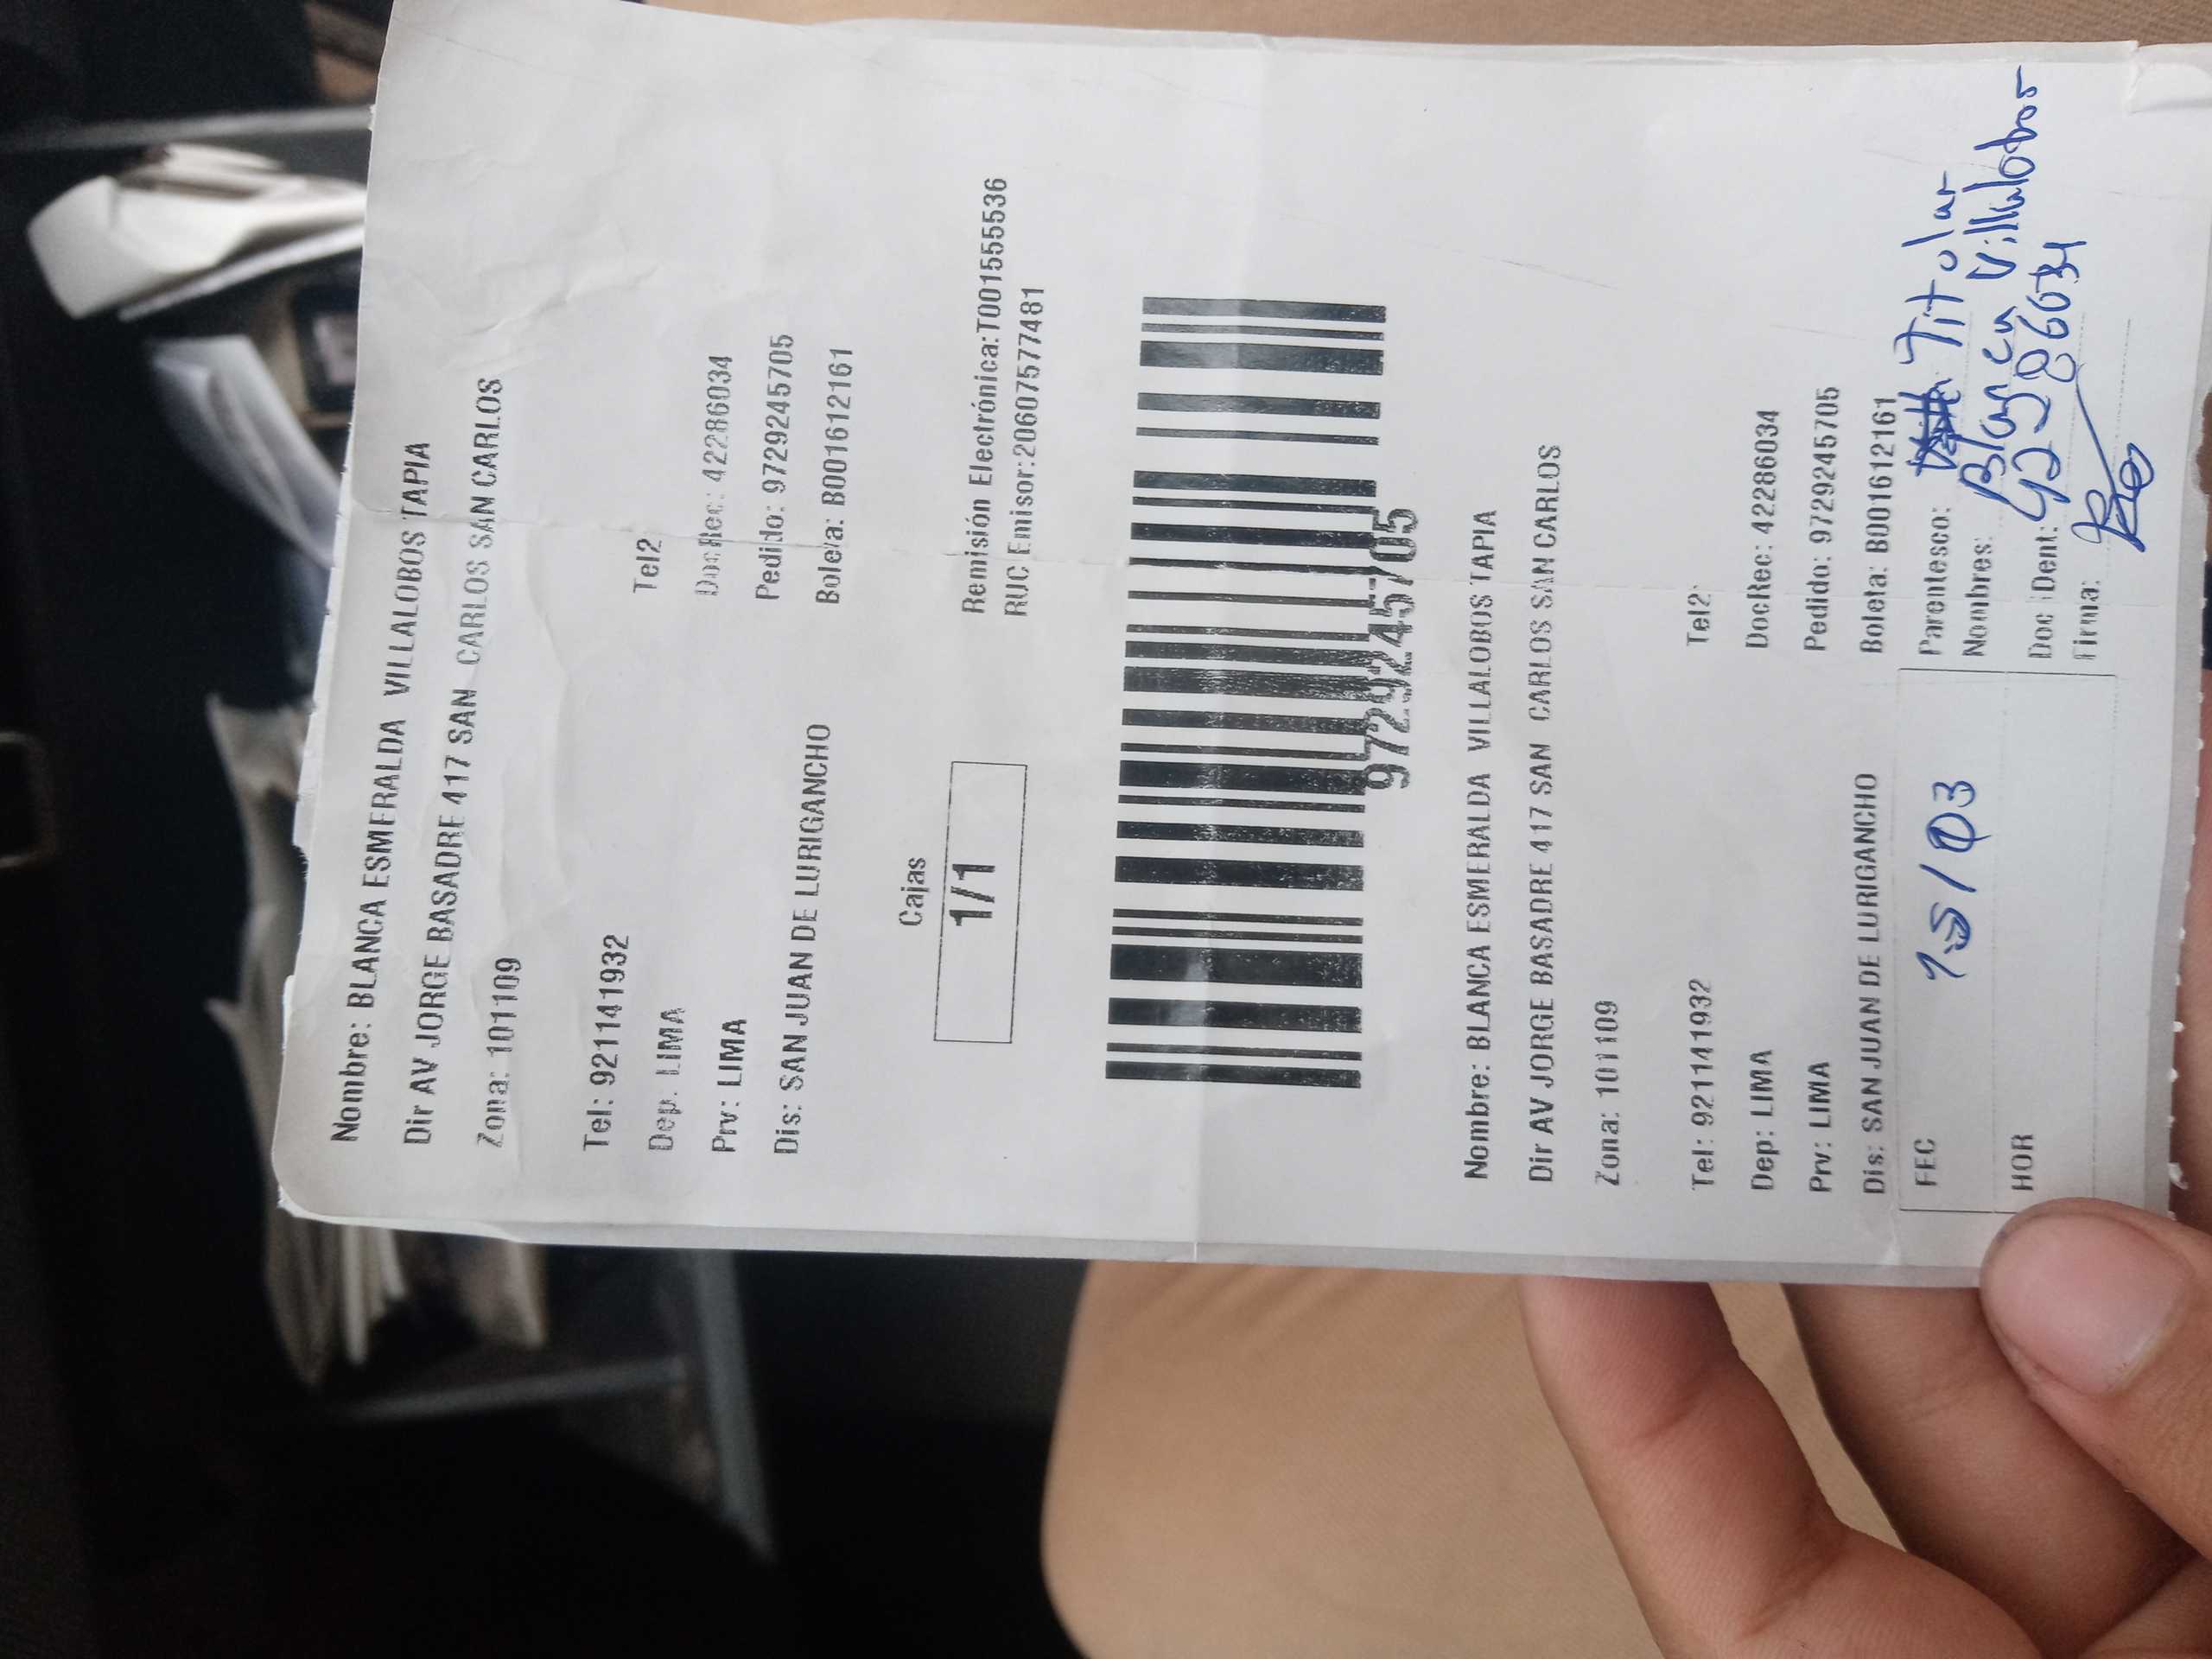 Nombre: BLANCA ESMERALDA VILLALOBOS TAPIA
Dir AV JORGE BASADRE 417 SAN CARLOS SAN CARLOS
Zona: 101109
Tel: 921141932 Tel2
Dep. LIMA DocRec: 42286034
Prv: LIMA Pedido: 9729245705
Dis: SAN JUAN DE LURIGANCHO Boleta: B001612161
Cajas
1/1
Remisión Electrónica:T00155536
RUC Emisor:20607577481
9729245705
Nombre: BLANCA ESMERALDA VILLALOBOS TAPIA
Dir AV JORGE BASADRE 417 SAN CARLOS SAN CARLOS
Zona: 101109
Tel: 921141932 Tel2:
Dep: LIMA DocRec: 42286034
Prv: LIMA Pedido: 9729245705
Dis: SAN JUAN DE LURIGANCHO Boleta: B001612161
FEC 15/03 Parentesco: Titolar
Nombres: Blanca Villalobos
HOR Doc Ident: 42286034
Firma: